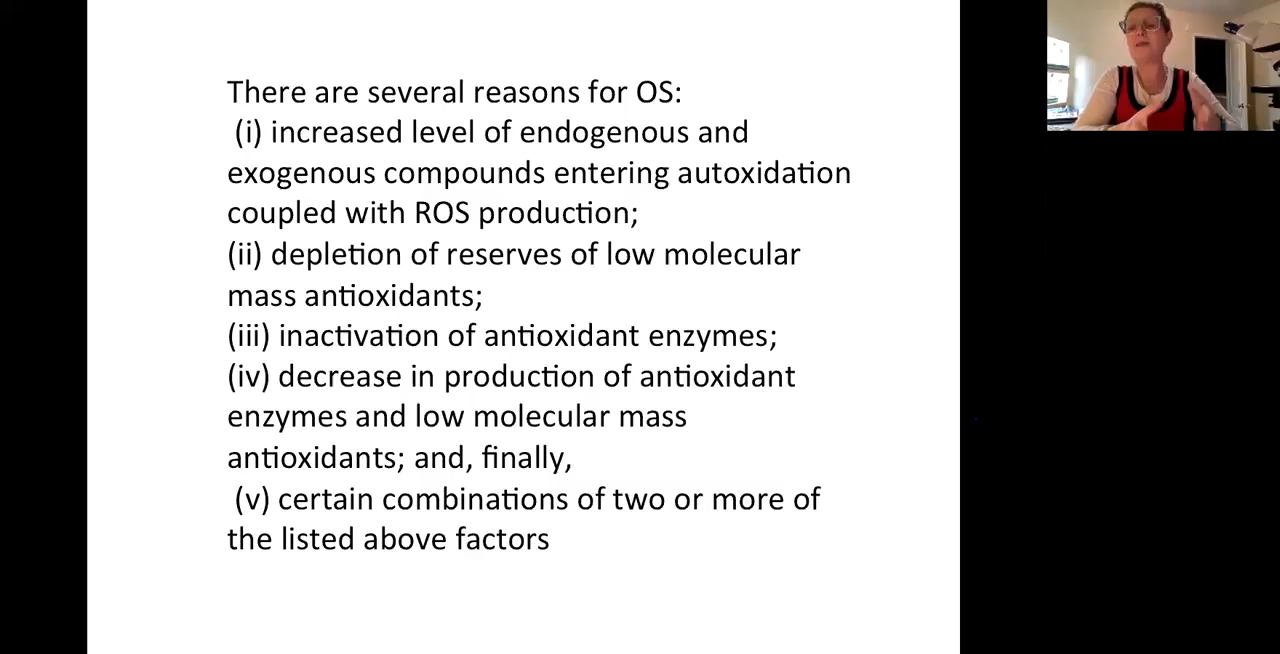 There are several reasons for OS:
(i) increased level of endogenous and
exogenous compounds entering autoxidation
coupled with ROS production;
(ii) depletion of reserves of low molecular
mass antioxidants;
(iii) inactivation of antioxidant enzymes;
(iv) decrease in production of antioxidant
enzymes and low molecular mass
antioxidants; and, finally,
(v) certain combinations of two or more of
the listed above factors